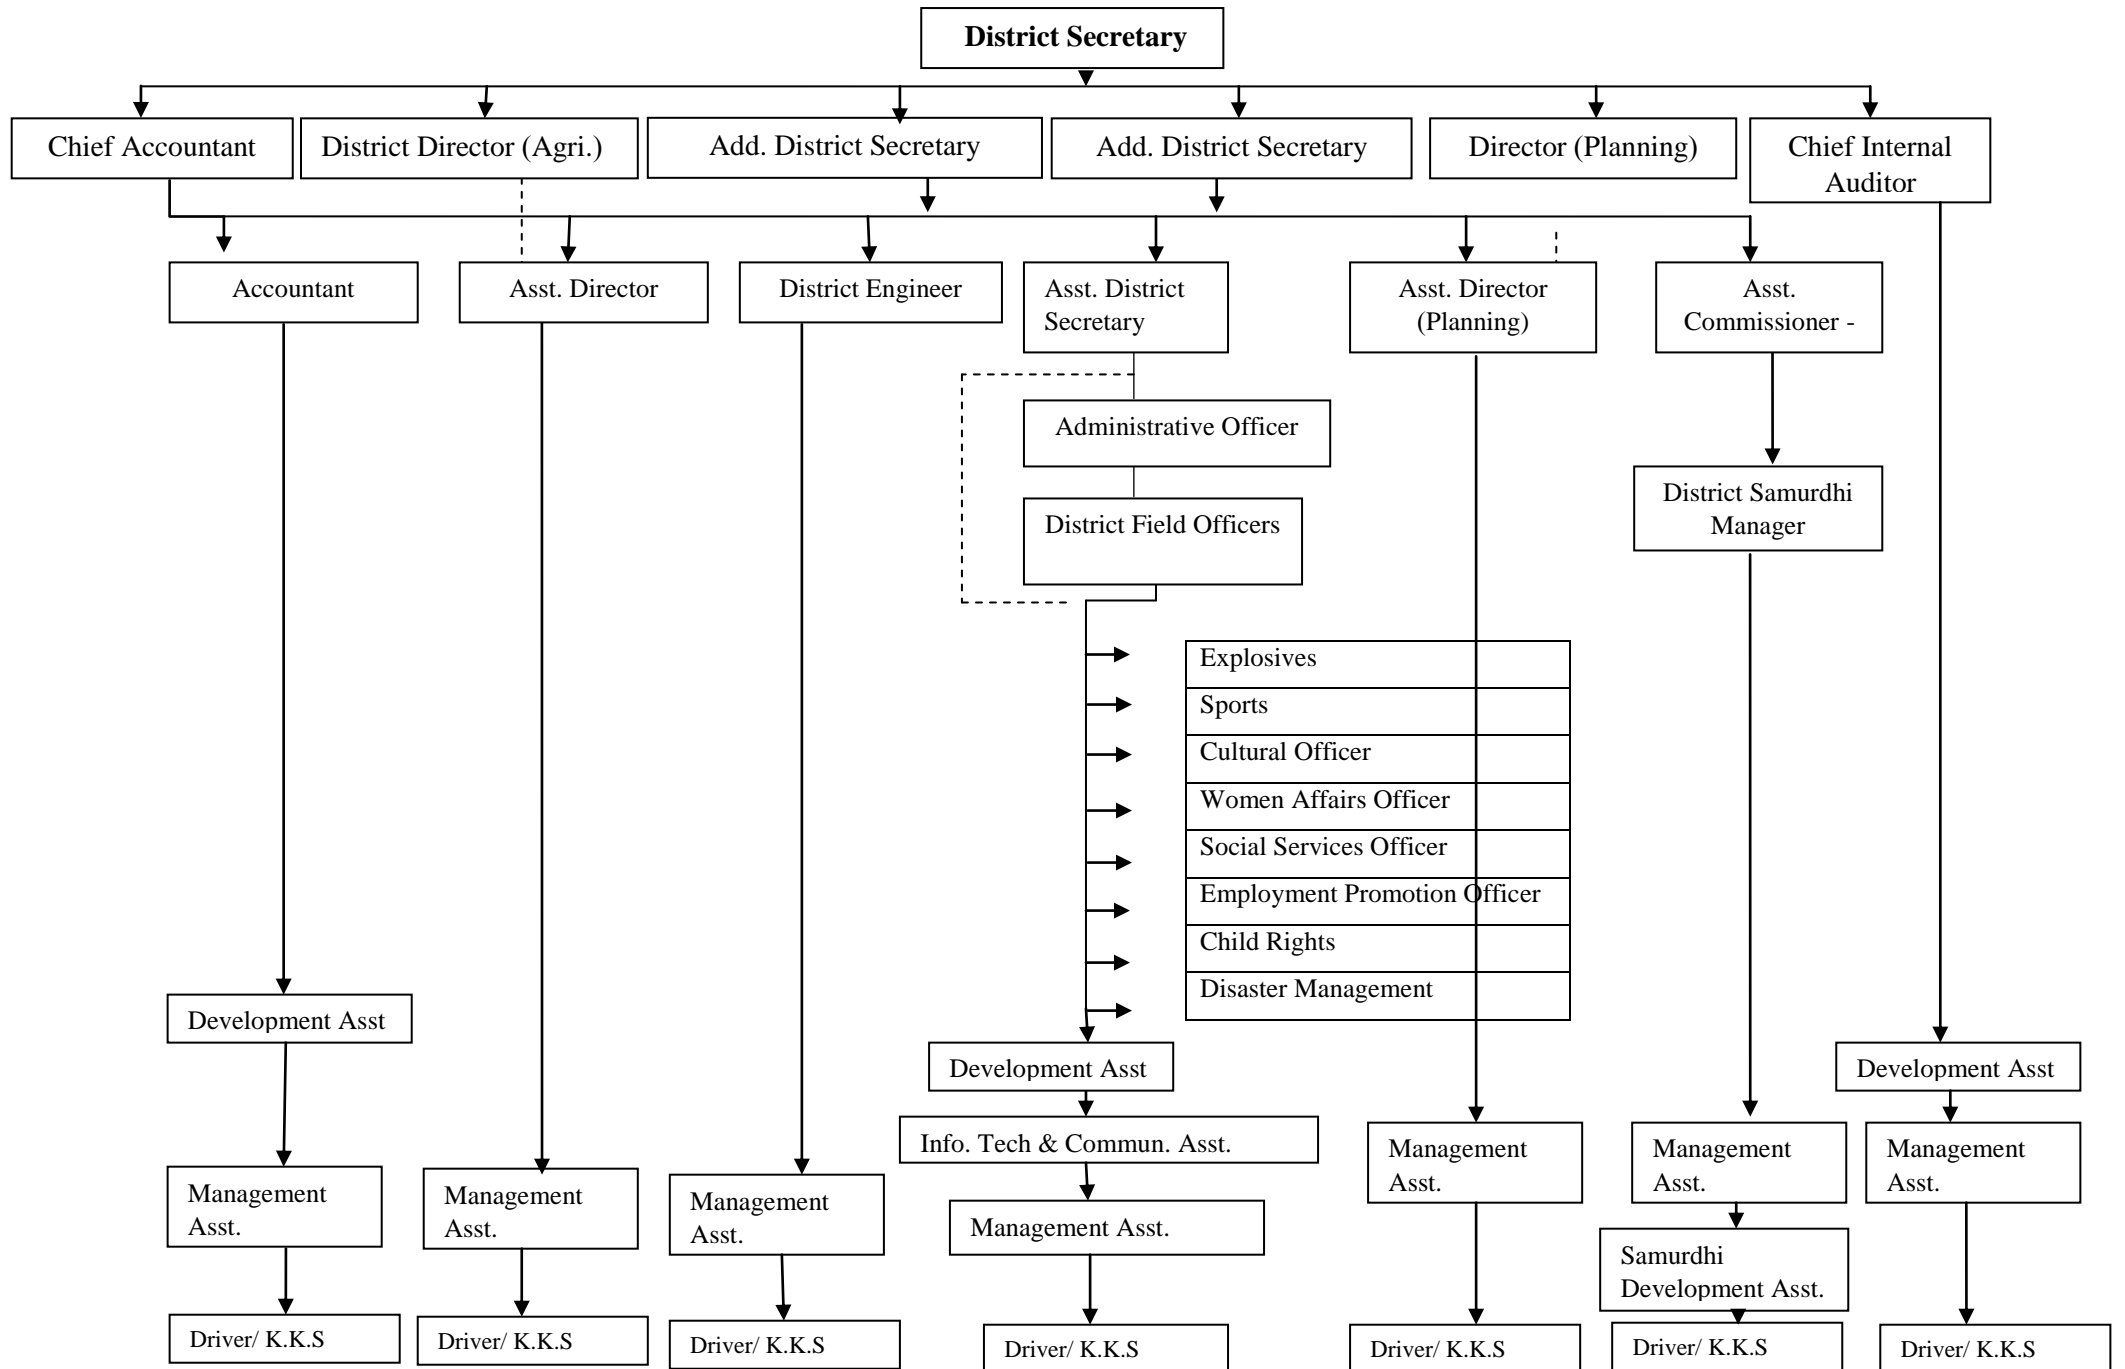 District Secretary
Chief Accountant
District Director (Agri.)
Add. District Secretary
Add. District Secretary
Director (Planning)
Chief Internal
Auditor
Accountant
Asst. Director
District Engineer
Asst. District
Secretary
Asst. Director
(Planning)
Asst.
Commissioner -
Administrative Officer
District Samurdhi
Manager
District Field Officers
Explosives
Sports
Cultural Officer
Women Affairs Officer
Social Services Officer
Employment Promotion Officer
Child Rights
Disaster Management
Development Asst
Development Asst
Development Asst
Info. Tech & Commun. Asst.
Management
Asst.
Management
Asst.
Management
Asst.
Management
Asst.
Management
Asst.
Management
Asst.
Management Asst.
Samurdhi
Development Asst.
Driver/ K.K.S
Driver/ K.K.S
Driver/ K.K.S
Driver/ K.K.S
Driver/ K.K.S
Driver/ K.K.S
Driver/ K.K.S